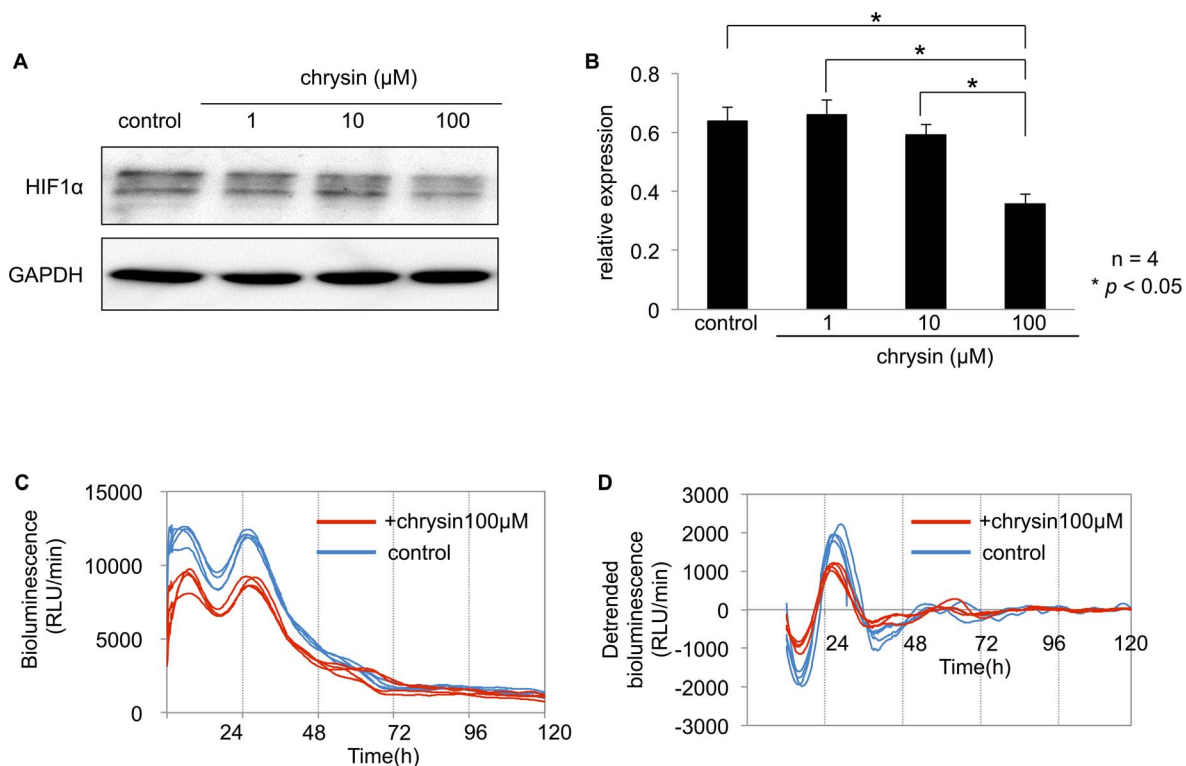 A
chrysin (µM)
control 1 10 100
HIF1α
GAPDH
B
relative expression
0.8
0.6
0.4
0.2
0
* 
*
*
control 1 10 100
chrysin (µM)
n = 4
* p < 0.05
C
Bioluminescence
(RLU/min)
15000
10000
5000
0
+chrysin100µM
control
24 48 72 96 120
Time(h)
D
Detrended
bioluminescence
(RLU/min)
3000
2000
1000
0
-1000
-2000
-3000
+chrysin100µM
control
24 48 72 96 120
Time(h)